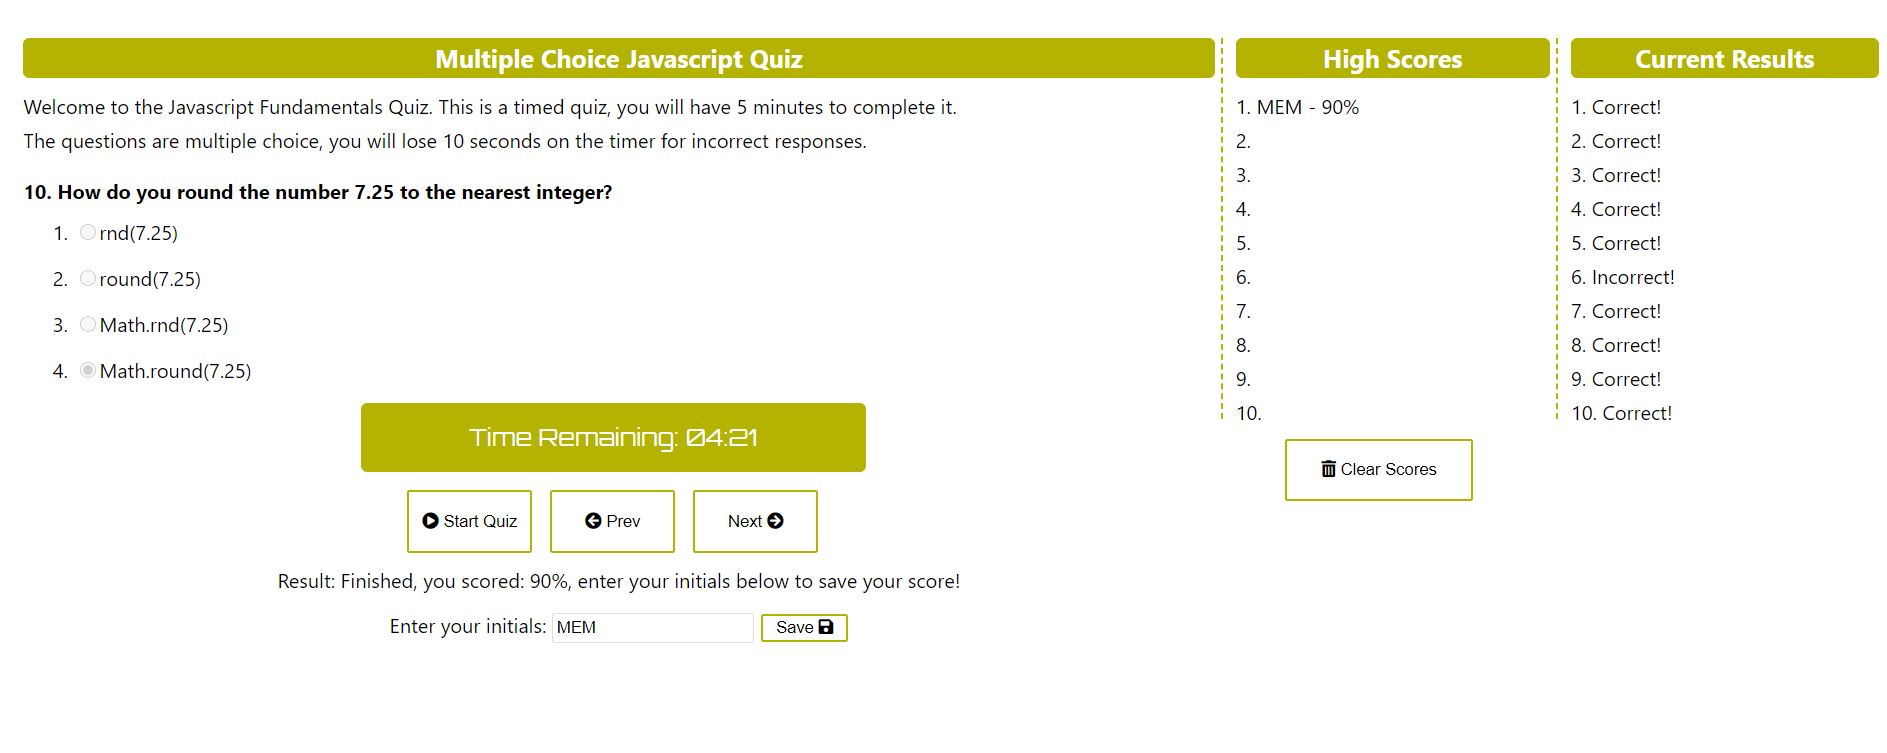 Multiple Choice Javascript Quiz
Welcome to the Javascript Fundamentals Quiz. This is a timed quiz, you will have 5 minutes to complete it.
The questions are multiple choice, you will lose 10 seconds on the timer for incorrect responses.
10. How do you round the number 7.25 to the nearest integer?
1. rnd(7.25)
2. round(7.25)
3. Math.rnd(7.25)
4. Math.round(7.25)
Time Remaining: 04:21
Start Quiz
Prev
Next
Result: Finished, you scored: 90%, enter your initials below to save your score!
Enter your initials: MEM Save
High Scores
1. MEM - 90%
2.
3.
4.
5.
6.
7.
8.
9.
10.
Clear Scores
Current Results
1. Correct!
2. Correct!
3. Correct!
4. Correct!
5. Correct!
6. Incorrect!
7. Correct!
8. Correct!
9. Correct!
10. Correct!